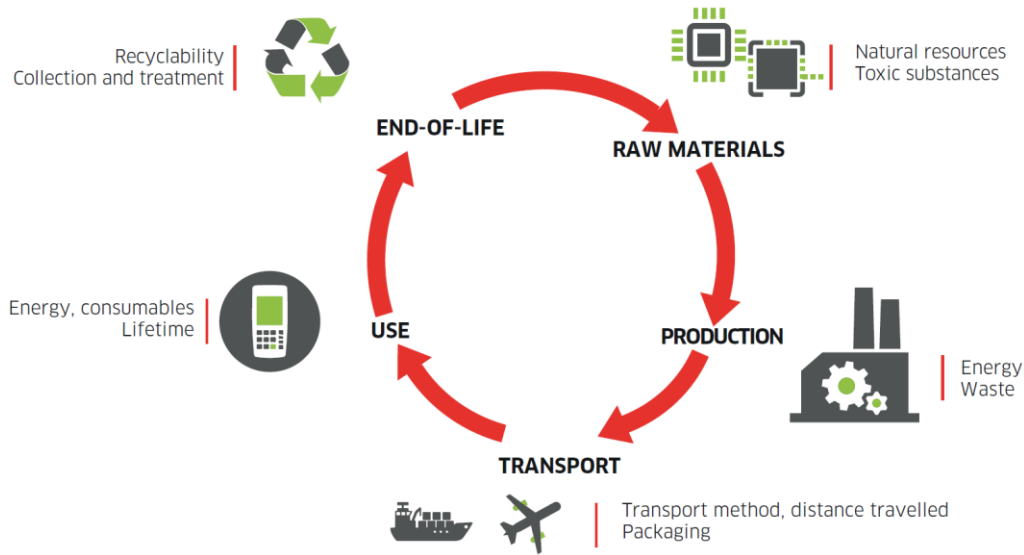 Recyclability
Collection and treatment
Natural resources
Toxic substances
END-OF-LIFE
RAW MATERIALS
Energy, consumables
Lifetime
USE
PRODUCTION
Energy
Waste
TRANSPORT
Transport method, distance travelled
Packaging